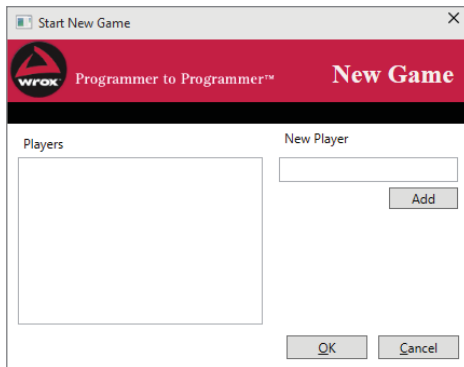 Start New Game
wrox
Programmer to Programmer™
New Game
Players
New Player
Add
OK
Cancel